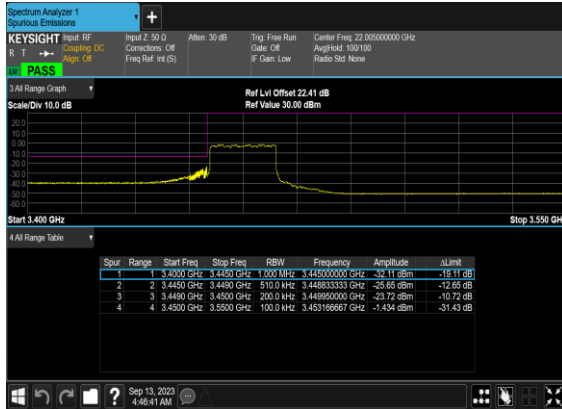 Spectrum Analyzer 1
Spurious Emissions
+
KEYSIGHT Input: RF Input Z: 50 Ω Atten: 30 dB Trig: Free Run Center Freq: 22.005000000 GHz
R T Coupling: DC Corrections: Off Gate: Off Avg|Hold: 100/100
Align: Off Freq Ref: Int (S) IF Gain: Low Radio Std: None
PASS
3 All Range Graph
Ref Lvl Offset 22.41 dB
Scale/Div 10.0 dB Ref Value 30.00 dBm
20.0
10.0
0.00
-10.0
-20.0
-30.0
-40.0
-50.0
-60.0
Start 3.400 GHz Stop 3.550 GH
4 All Range Table
Spur Range Start Freq Stop Freq RBW Frequency Amplitude ΔLimit
1 1 3.4000 GHz 3.4450 GHz 1.000 MHz 3.445000000 GHz -32.11 dBm -19.11 dB
2 2 3.4450 GHz 3.4490 GHz 510.0 kHz 3.448833333 GHz -25.65 dBm -12.65 dB
3 3 3.4490 GHz 3.4500 GHz 200.0 kHz 3.449950000 GHz -23.72 dBm -10.72 dB
4 4 3.4500 GHz 3.5500 GHz 100.0 kHz 3.453166667 GHz -1.434 dBm -31.43 dB
? Sep 13, 2023
4:46:41 AM